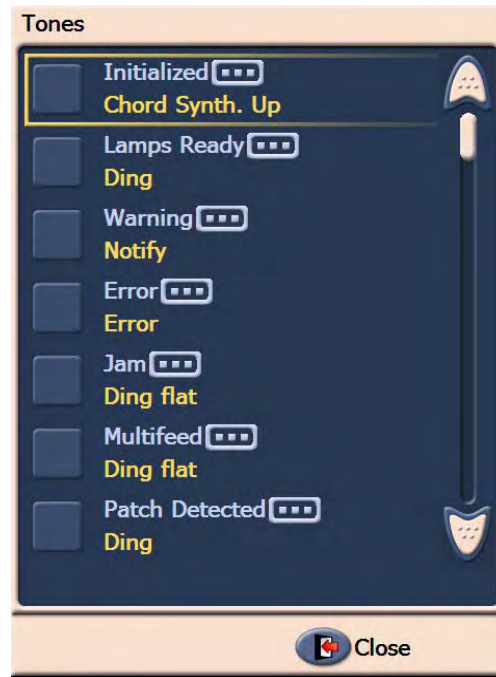 Tones
Initialized
Chord Synth. Up
Lamps Ready
Ding
Warning
Notify
Error
Error
Jam
Ding flat
Multifeed
Ding flat
Patch Detected
Ding
Close